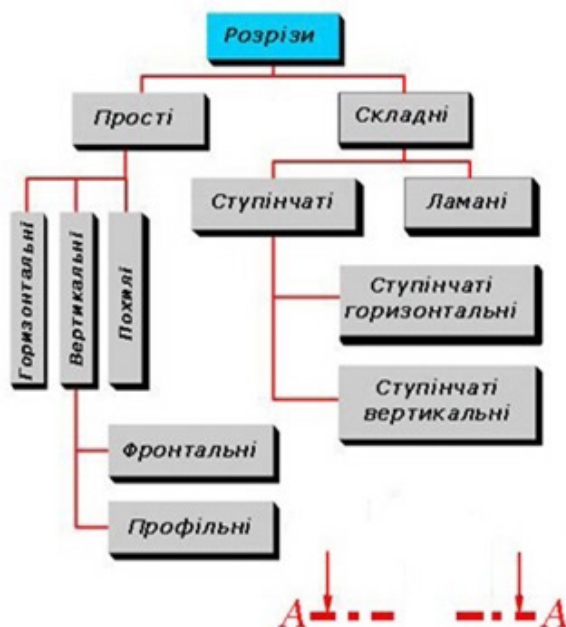 Розрізи
Прості
Складні
Ступінчаті
Ламані
Горизонтальні
Вертикальні
Похилі
Ступінчаті
горизонтальні
Ступінчаті
вертикальні
Фронтальні
Профільні
А А